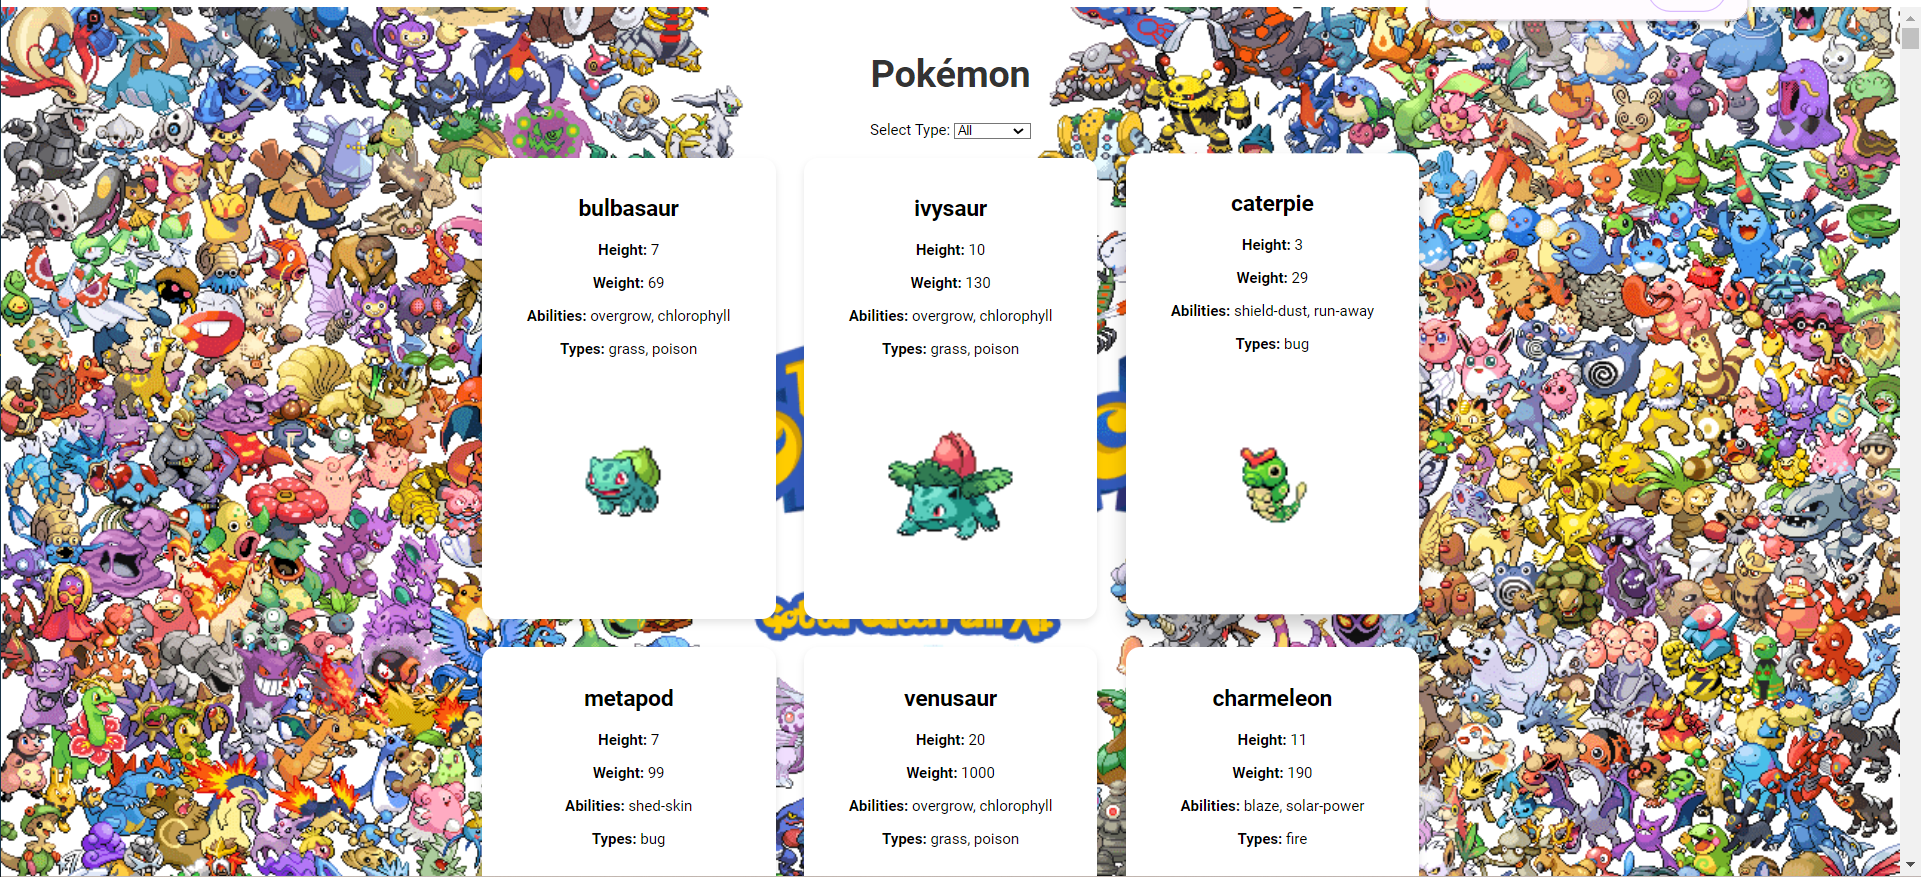 Pokémon
Select Type: All
bulbasaur
Height: 7
Weight: 69
Abilities: overgrow, chlorophyll
Types: grass, poison
ivysaur
Height: 10
Weight: 130
Abilities: overgrow, chlorophyll
Types: grass, poison
caterpie
Height: 3
Weight: 29
Abilities: shield-dust, run-away
Types: bug
metapod
Height: 7
Weight: 99
Abilities: shed-skin
Types: bug
venusaur
Height: 20
Weight: 1000
Abilities: overgrow, chlorophyll
Types: grass, poison
charmeleon
Height: 11
Weight: 190
Abilities: blaze, solar-power
Types: fire